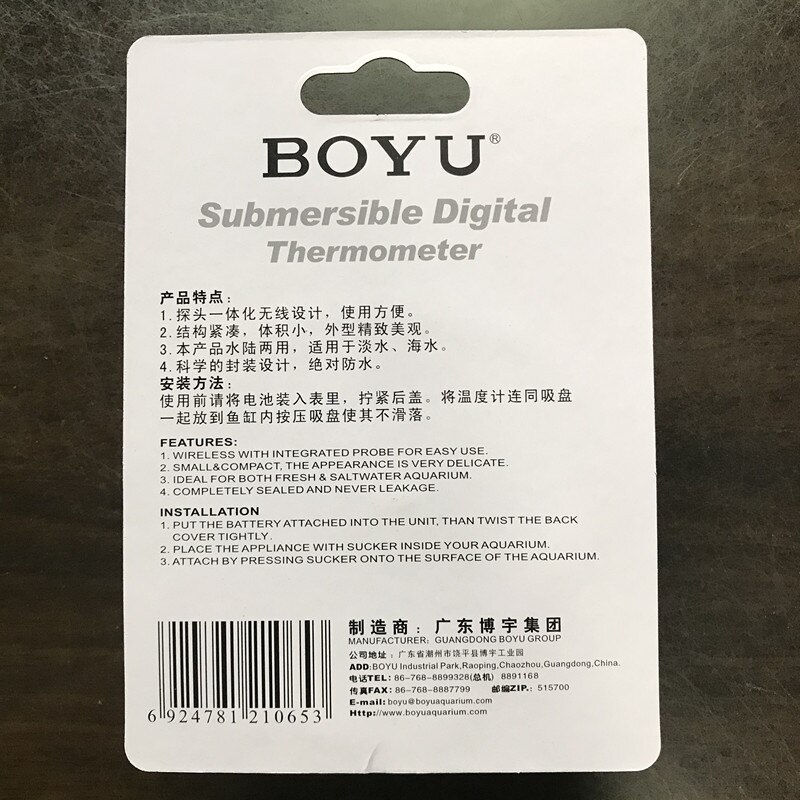 BOYU®
Submersible Digital
Thermometer
产品特点：
1. 探头一体化无线设计，使用方便。
2. 结构紧凑，体积小，外型精致美观。
3. 本产品水陆两用，适用于淡水、海水。
4. 科学的封装设计，绝对防水。
安装方法：
使用前请将电池装入表里，拧紧后盖。将温度计连同吸盘
一起放到鱼缸内按压吸盘使其不滑落。
FEATURES:
1. WIRELESS WITH INTEGRATED PROBE FOR EASY USE.
2. SMALL&COMPACT, THE APPEARANCE IS VERY DELICATE.
3. IDEAL FOR BOTH FRESH & SALTWATER AQUARIUM.
4. COMPLETELY SEALED AND NEVER LEAKAGE.
INSTALLATION
1. PUT THE BATTERY ATTACHED INTO THE UNIT, THAN TWIST THE BACK
COVER TIGHTLY.
2. PLACE THE APPLIANCE WITH SUCKER INSIDE YOUR AQUARIUM.
3. ATTACH BY PRESSING SUCKER ONTO THE SURFACE OF THE AQUARIUM.
6 924781 210653
制造商：广东博宇集团
MANUFACTURER: GUANGDONG BOYU GROUP
公司地址：广东省潮州市饶平县博宇工业园
ADD:BOYU Industrial Park,Raoping,Chaozhou,Guangdong,China.
电话TEL: 86-768-8899328(总机) 8891168
传真FAX: 86-768-8887799 邮编ZIP.: 515700
E-mail: boyu@boyuaquarium.com
Http://www.boyuaquarium.com